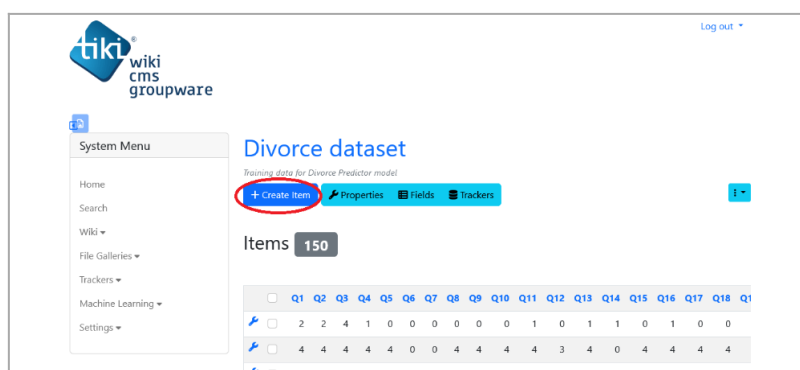 Log out
tiki
wiki
cms
groupware
System Menu
Home
Search
Wiki
File Galleries
Trackers
Machine Learning
Settings
Divorce dataset
Training data for Divorce Predictor model
+ Create Item Properties Fields Trackers
Items 150
Q1 Q2 Q3 Q4 Q5 Q6 Q7 Q8 Q9 Q10 Q11 Q12 Q13 Q14 Q15 Q16 Q17 Q18
2 2 4 1 0 0 0 0 0 0 1 0 1 1 0 1 0 0
4 4 4 4 4 0 0 4 4 4 4 3 4 0 4 4 4 4